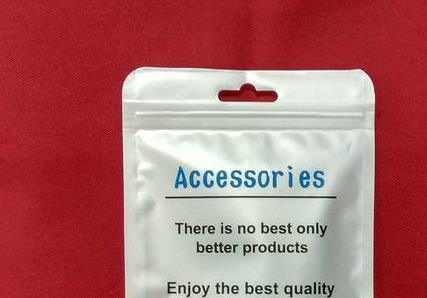 Accessories
There is no best only
better products
Enjoy the best quality